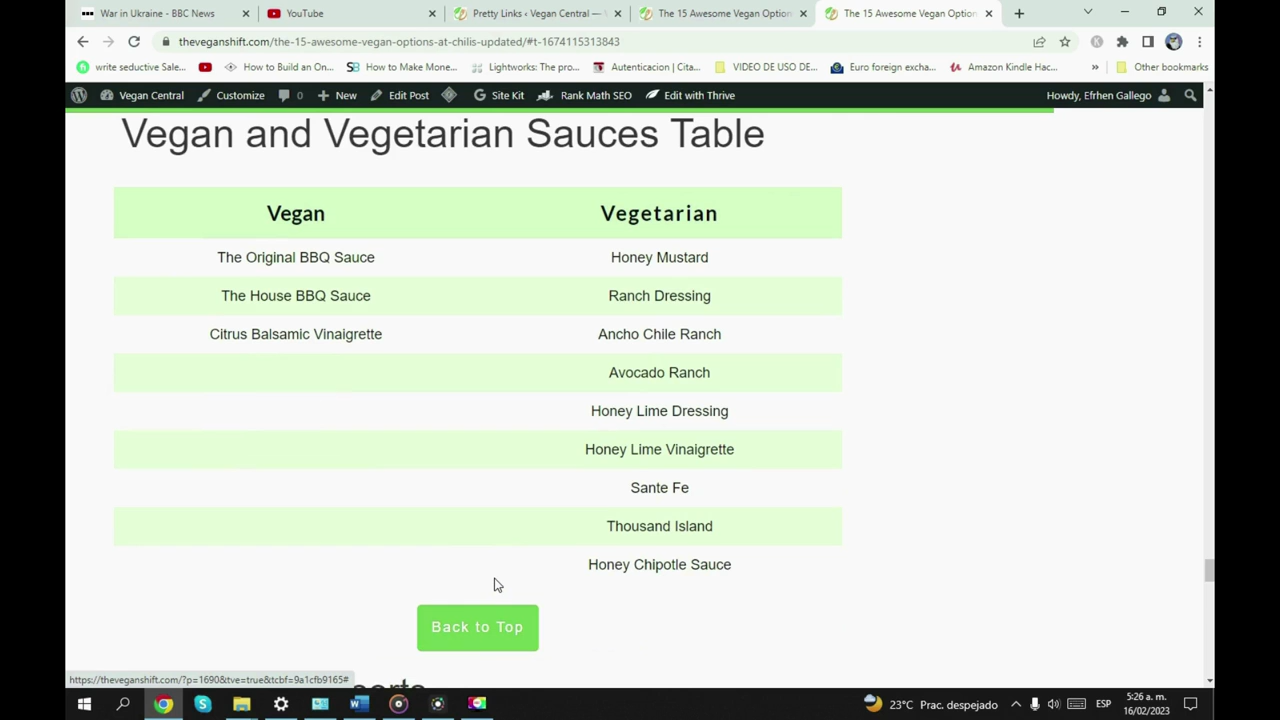 War in Ukraine - BBC News
YouTube
Pretty Links ‹ Vegan Central —
The 15 Awesome Vegan Option
The 15 Awesome Vegan Option
theveganshift.com/the-15-awesome-vegan-options-at-chilis-updated/#t-1674115313843
write seductive Sale...
How to Build an On...
How to Make Mone...
Lightworks: The pro...
Autenticacion | Cita...
VIDEO DE USO DE...
Euro foreign excha...
Amazon Kindle Hac...
»
Other bookmarks
Vegan Central
Customize
0
New
Edit Post
Site Kit
Rank Math SEO
Edit with Thrive
Howdy, Efrhen Gallego
Vegan and Vegetarian Sauces Table
Vegan Vegetarian
The Original BBQ Sauce Honey Mustard
The House BBQ Sauce Ranch Dressing
Citrus Balsamic Vinaigrette Ancho Chile Ranch
Avocado Ranch
Honey Lime Dressing
Honey Lime Vinaigrette
Sante Fe
Thousand Island
Honey Chipotle Sauce
Back to Top
https://theveganshift.com/?p=1690&tve=true&tcbf=9a1cfb9165#
23°C Prac. despejado
ESP
5:26 a. m.
16/02/2023